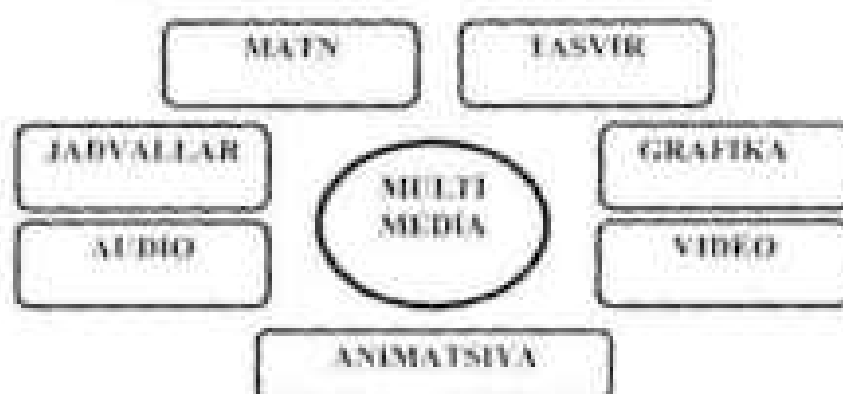 MATN
TASVIR
JADVALLAR
GRAFIKA
MULTI
MEDIA
AUDIO
VIDEO
ANIMATSIYA